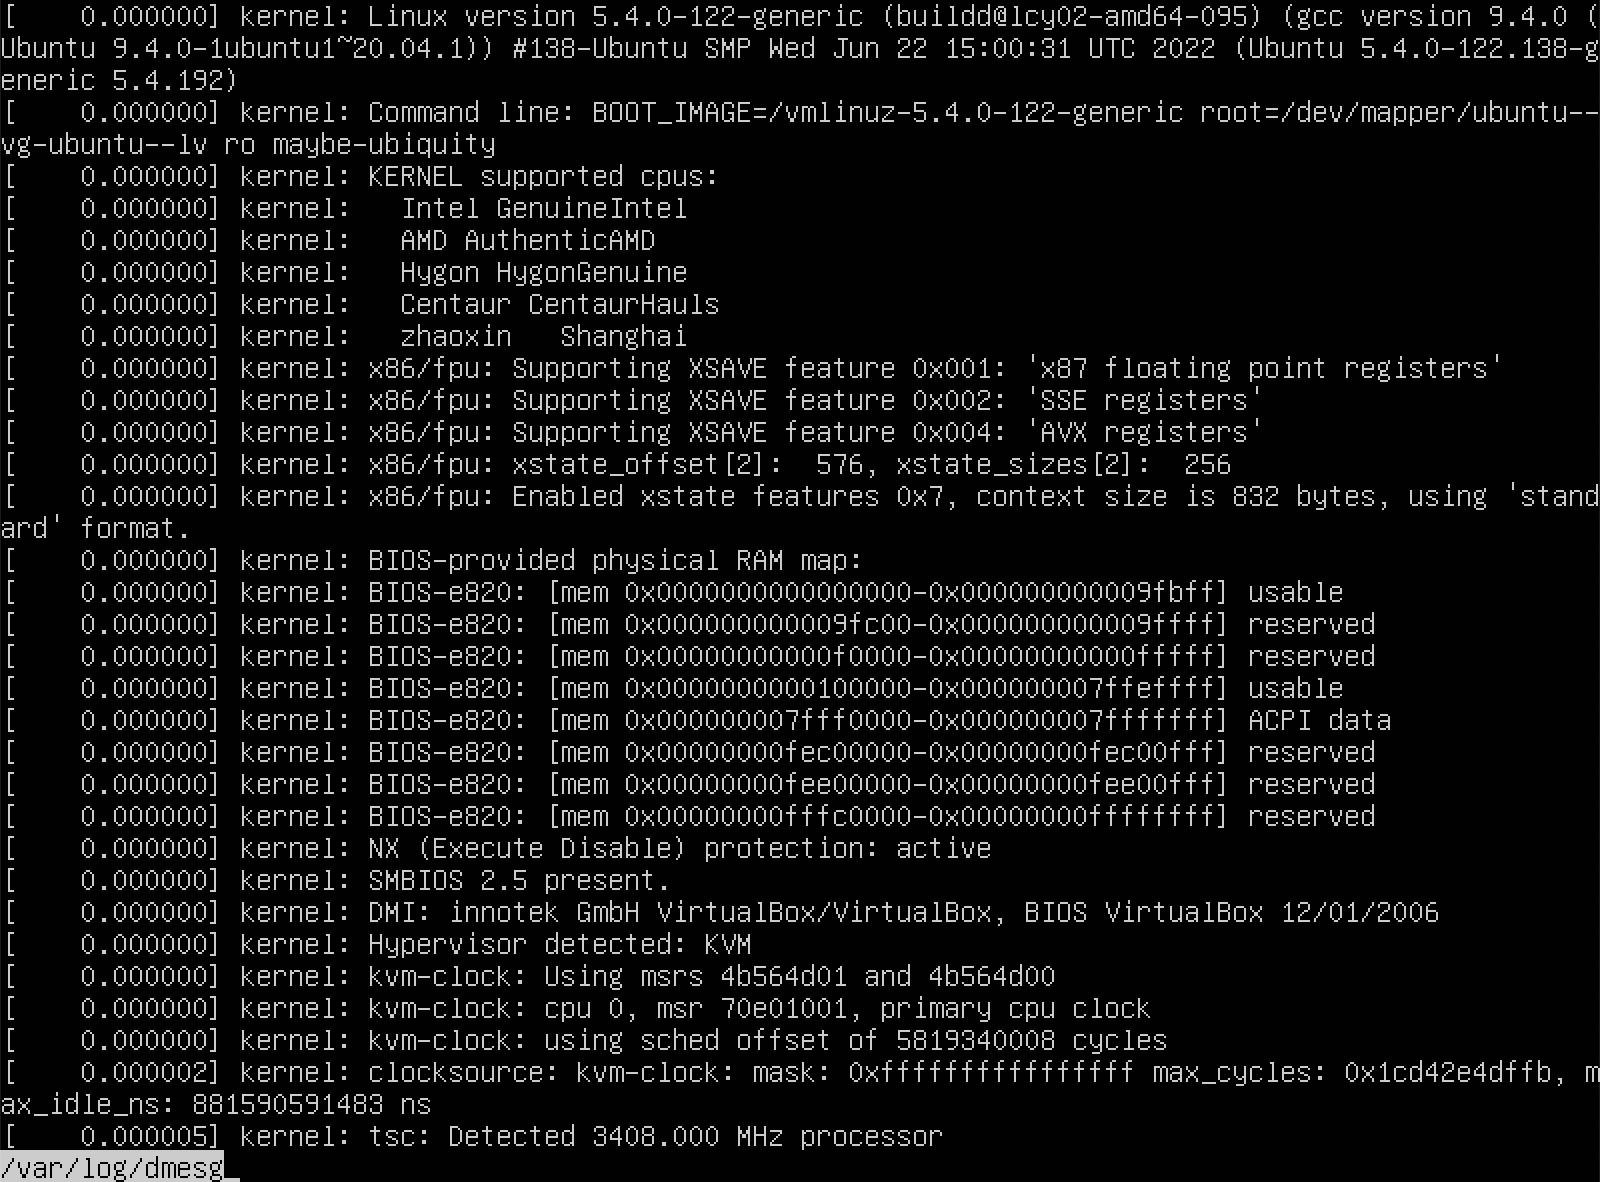 [    0.000000] kernel: Linux version 5.4.0-122-generic (buildd@lcy02-amd64-095) (gcc version 9.4.0 (
Ubuntu 9.4.0-1ubuntu1~20.04.1)) #138-Ubuntu SMP Wed Jun 22 15:00:31 UTC 2022 (Ubuntu 5.4.0-122.138-g
eneric 5.4.192)
[    0.000000] kernel: Command line: BOOT_IMAGE=/vmlinuz-5.4.0-122-generic root=/dev/mapper/ubuntu--
vg-ubuntu--lv ro maybe-ubiquity
[    0.000000] kernel: KERNEL supported cpus:
[    0.000000] kernel:   Intel GenuineIntel
[    0.000000] kernel:   AMD AuthenticAMD
[    0.000000] kernel:   Hygon HygonGenuine
[    0.000000] kernel:   Centaur CentaurHauls
[    0.000000] kernel:   zhaoxin   Shanghai
[    0.000000] kernel: x86/fpu: Supporting XSAVE feature 0x001: 'x87 floating point registers'
[    0.000000] kernel: x86/fpu: Supporting XSAVE feature 0x002: 'SSE registers'
[    0.000000] kernel: x86/fpu: Supporting XSAVE feature 0x004: 'AVX registers'
[    0.000000] kernel: x86/fpu: xstate_offset[2]:  576, xstate_sizes[2]:  256
[    0.000000] kernel: x86/fpu: Enabled xstate features 0x7, context size is 832 bytes, using 'stand
ard' format.
[    0.000000] kernel: BIOS-provided physical RAM map:
[    0.000000] kernel: BIOS-e820: [mem 0x0000000000000000-0x000000000009fbff] usable
[    0.000000] kernel: BIOS-e820: [mem 0x000000000009fc00-0x000000000009ffff] reserved
[    0.000000] kernel: BIOS-e820: [mem 0x00000000000f0000-0x00000000000fffff] reserved
[    0.000000] kernel: BIOS-e820: [mem 0x0000000000100000-0x000000007ffeffff] usable
[    0.000000] kernel: BIOS-e820: [mem 0x000000007fff0000-0x000000007fffffff] ACPI data
[    0.000000] kernel: BIOS-e820: [mem 0x00000000fec00000-0x00000000fec00fff] reserved
[    0.000000] kernel: BIOS-e820: [mem 0x00000000fee00000-0x00000000fee00fff] reserved
[    0.000000] kernel: BIOS-e820: [mem 0x00000000fffc0000-0x00000000ffffffff] reserved
[    0.000000] kernel: NX (Execute Disable) protection: active
[    0.000000] kernel: SMBIOS 2.5 present.
[    0.000000] kernel: DMI: innotek GmbH VirtualBox/VirtualBox, BIOS VirtualBox 12/01/2006
[    0.000000] kernel: Hypervisor detected: KVM
[    0.000000] kernel: kvm-clock: Using msrs 4b564d01 and 4b564d00
[    0.000000] kernel: kvm-clock: cpu 0, msr 70e01001, primary cpu clock
[    0.000000] kernel: kvm-clock: using sched offset of 5819340008 cycles
[    0.000002] kernel: clocksource: kvm-clock: mask: 0xffffffffffffffff max_cycles: 0x1cd42e4dffb, m
ax_idle_ns: 881590591483 ns
[    0.000005] kernel: tsc: Detected 3408.000 MHz processor
/var/log/dmesg